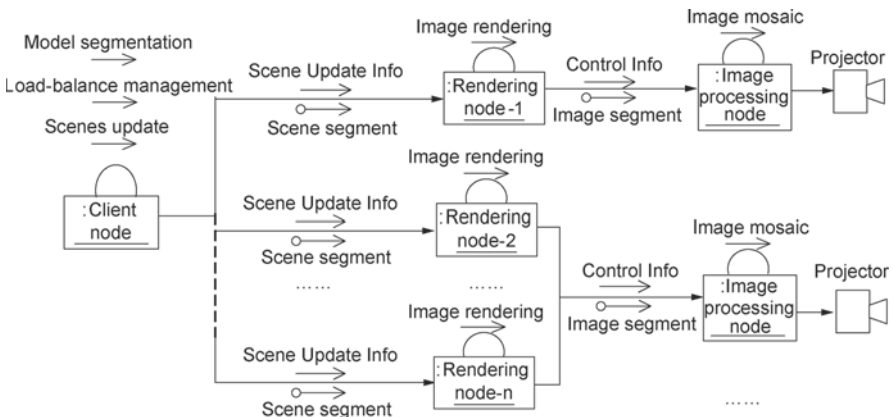 Model segmentation
Load-balance management
Scenes update
:Client
node
Scene Update Info
Scene segment
Image rendering
:Rendering
node-1
Control Info
Image segment
Image mosaic
:Image
processing
node
Projector
Scene Update Info
Scene segment
……
Image rendering
:Rendering
node-2
……
Scene Update Info
Scene segment
Image rendering
:Rendering
node-n
Control Info
Image segment
Image mosaic
:Image
processing
node
Projector
……